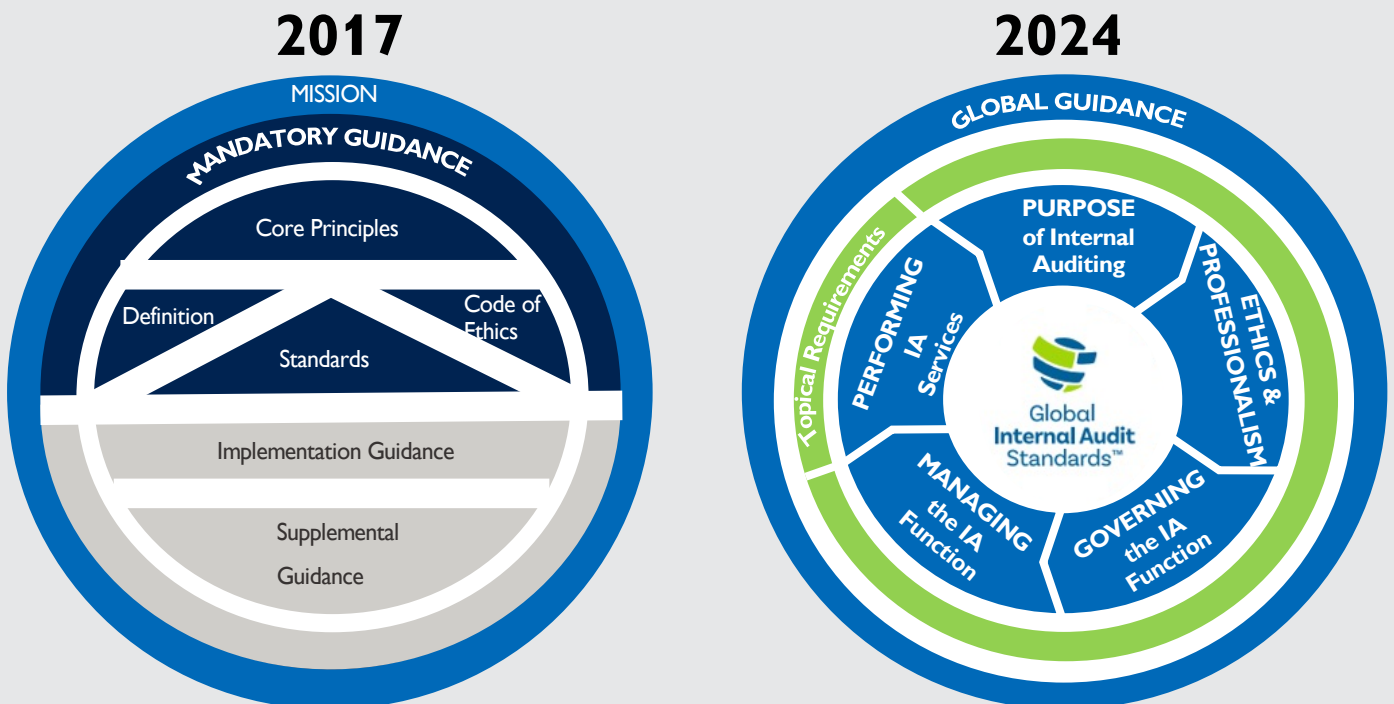 2017
MISSION
MANDATORY GUIDANCE
Core Principles
Definition
Code of
Ethics
Standards
Implementation Guidance
Supplemental
Guidance
2024
GLOBAL GUIDANCE
Topical Requirements
PURPOSE
of Internal
Auditing
ETHICS &
PROFESSIONALISM
GOVERNING
the IA
Function
MANAGING
the IA
Function
PERFORMING
IA
Services
Global
Internal Audit
Standards™